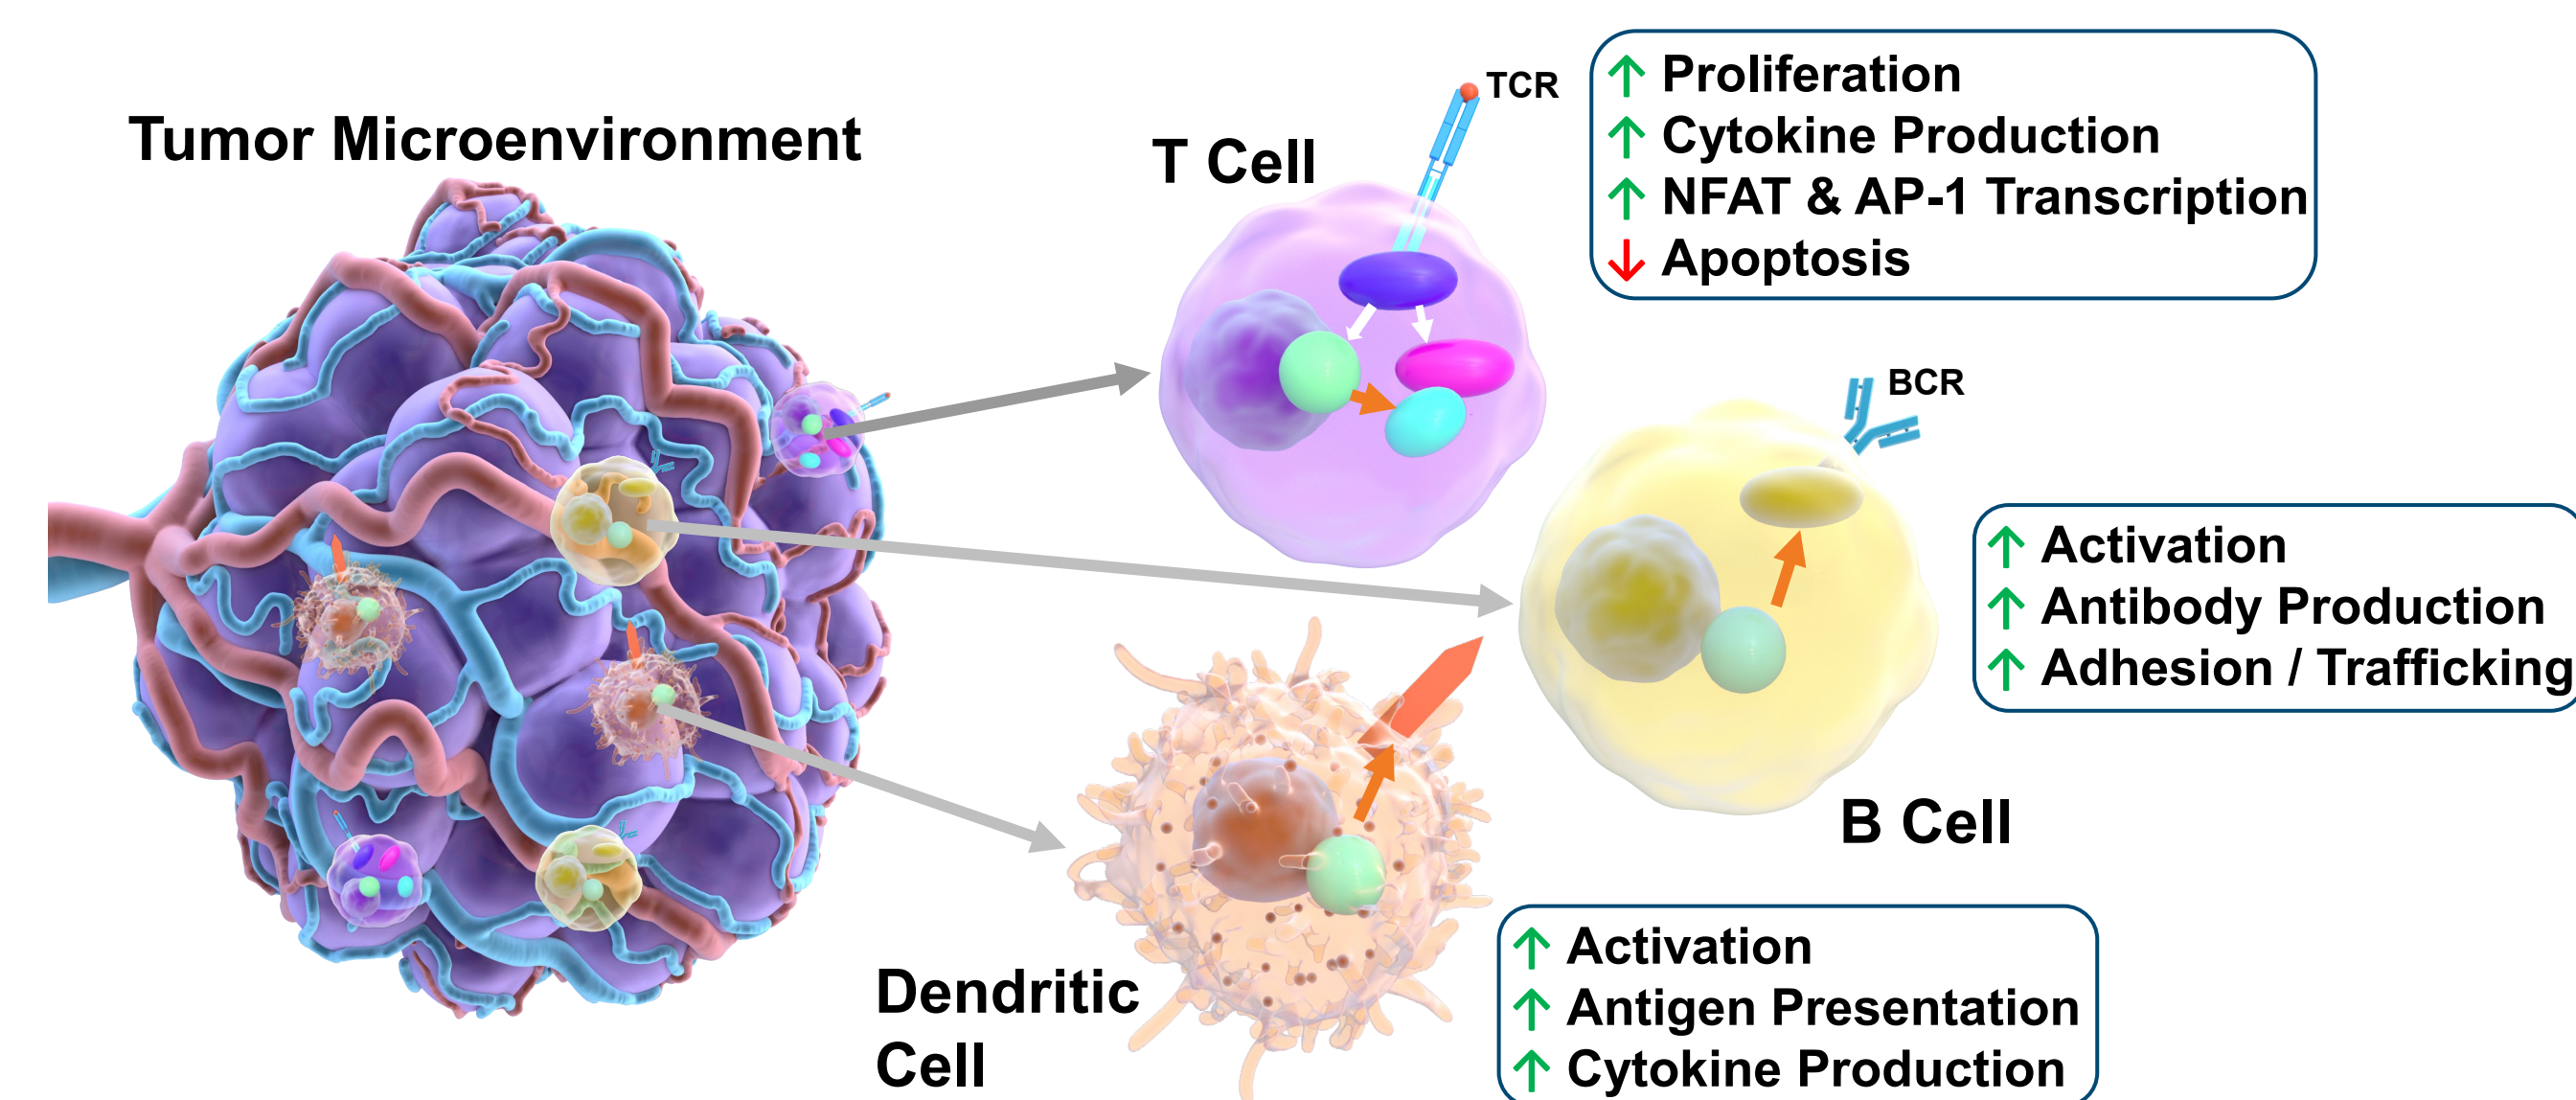 Tumor Microenvironment
T Cell
TCR
↑ Proliferation
↑ Cytokine Production
↑ NFAT & AP-1 Transcription
↓ Apoptosis
BCR
B Cell
↑ Activation
↑ Antibody Production
↑ Adhesion / Trafficking
Dendritic
Cell
↑ Activation
↑ Antigen Presentation
↑ Cytokine Production